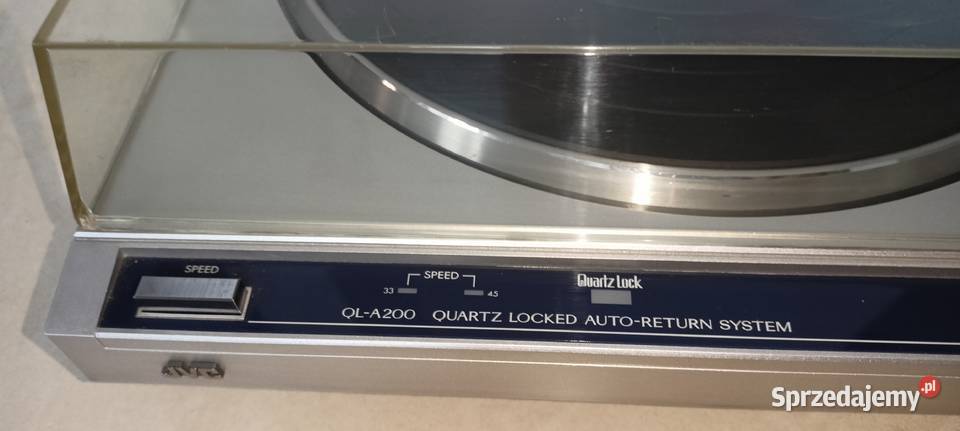 SPEED
SPEED
33 45
Quartz Lock
QL-A200 QUARTZ LOCKED AUTO-RETURN SYSTEM
JVC
Sprzedajemy.pl